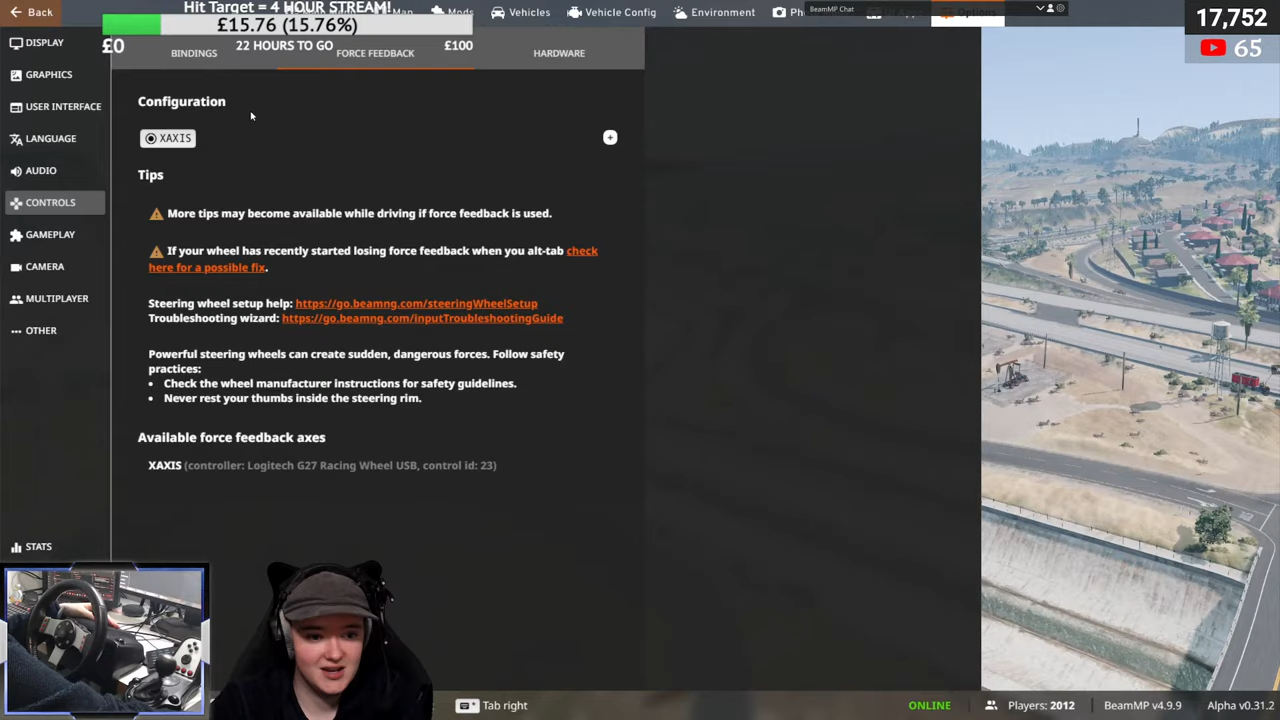 Back
Hit Target = 4 HOUR STREAM!
Map
Mods
Vehicles
Vehicle Config
Environment
BeamMP Chat
Options
17,752
£15.76 (15.76%)
£0
22 HOURS TO GO
£100
65
DISPLAY
GRAPHICS
USER INTERFACE
LANGUAGE
AUDIO
CONTROLS
GAMEPLAY
CAMERA
MULTIPLAYER
OTHER
STATS
BINDINGS
FORCE FEEDBACK
HARDWARE
Configuration
XAXIS
Tips
More tips may become available while driving if force feedback is used.
If your wheel has recently started losing force feedback when you alt-tab check
here for a possible fix.
Steering wheel setup help: https://go.beamng.com/steeringWheelSetup
Troubleshooting wizard: https://go.beamng.com/inputTroubleshootingGuide
Powerful steering wheels can create sudden, dangerous forces. Follow safety
practices:
• Check the wheel manufacturer instructions for safety guidelines.
• Never rest your thumbs inside the steering rim.
Available force feedback axes
XAXIS (controller: Logitech G27 Racing Wheel USB, control id: 23)
Tab right
ONLINE
Players: 2012
BeamMP v4.9.9
Alpha v0.31.2